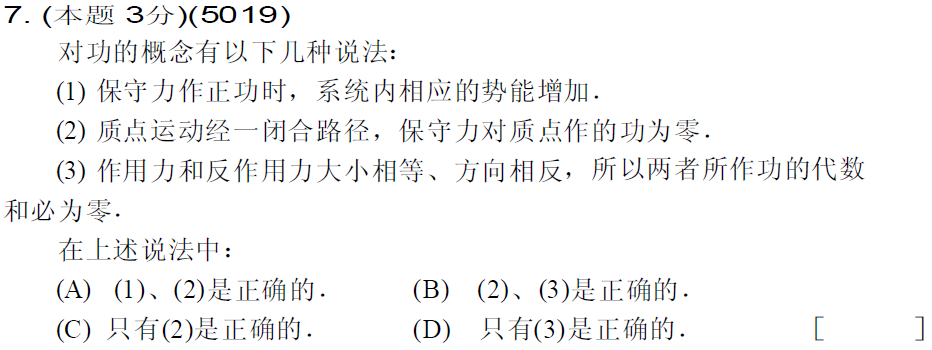 7. (本题 3分)(5019)
对功的概念有以下几种说法：
(1) 保守力作正功时，系统内相应的势能增加．
(2) 质点运动经一闭合路径，保守力对质点作的功为零．
(3) 作用力和反作用力大小相等、方向相反，所以两者所作功的代数
和必为零．
在上述说法中：
(A) (1)、(2)是正确的． (B) (2)、(3)是正确的．
(C) 只有(2)是正确的． (D) 只有(3)是正确的． [ ]